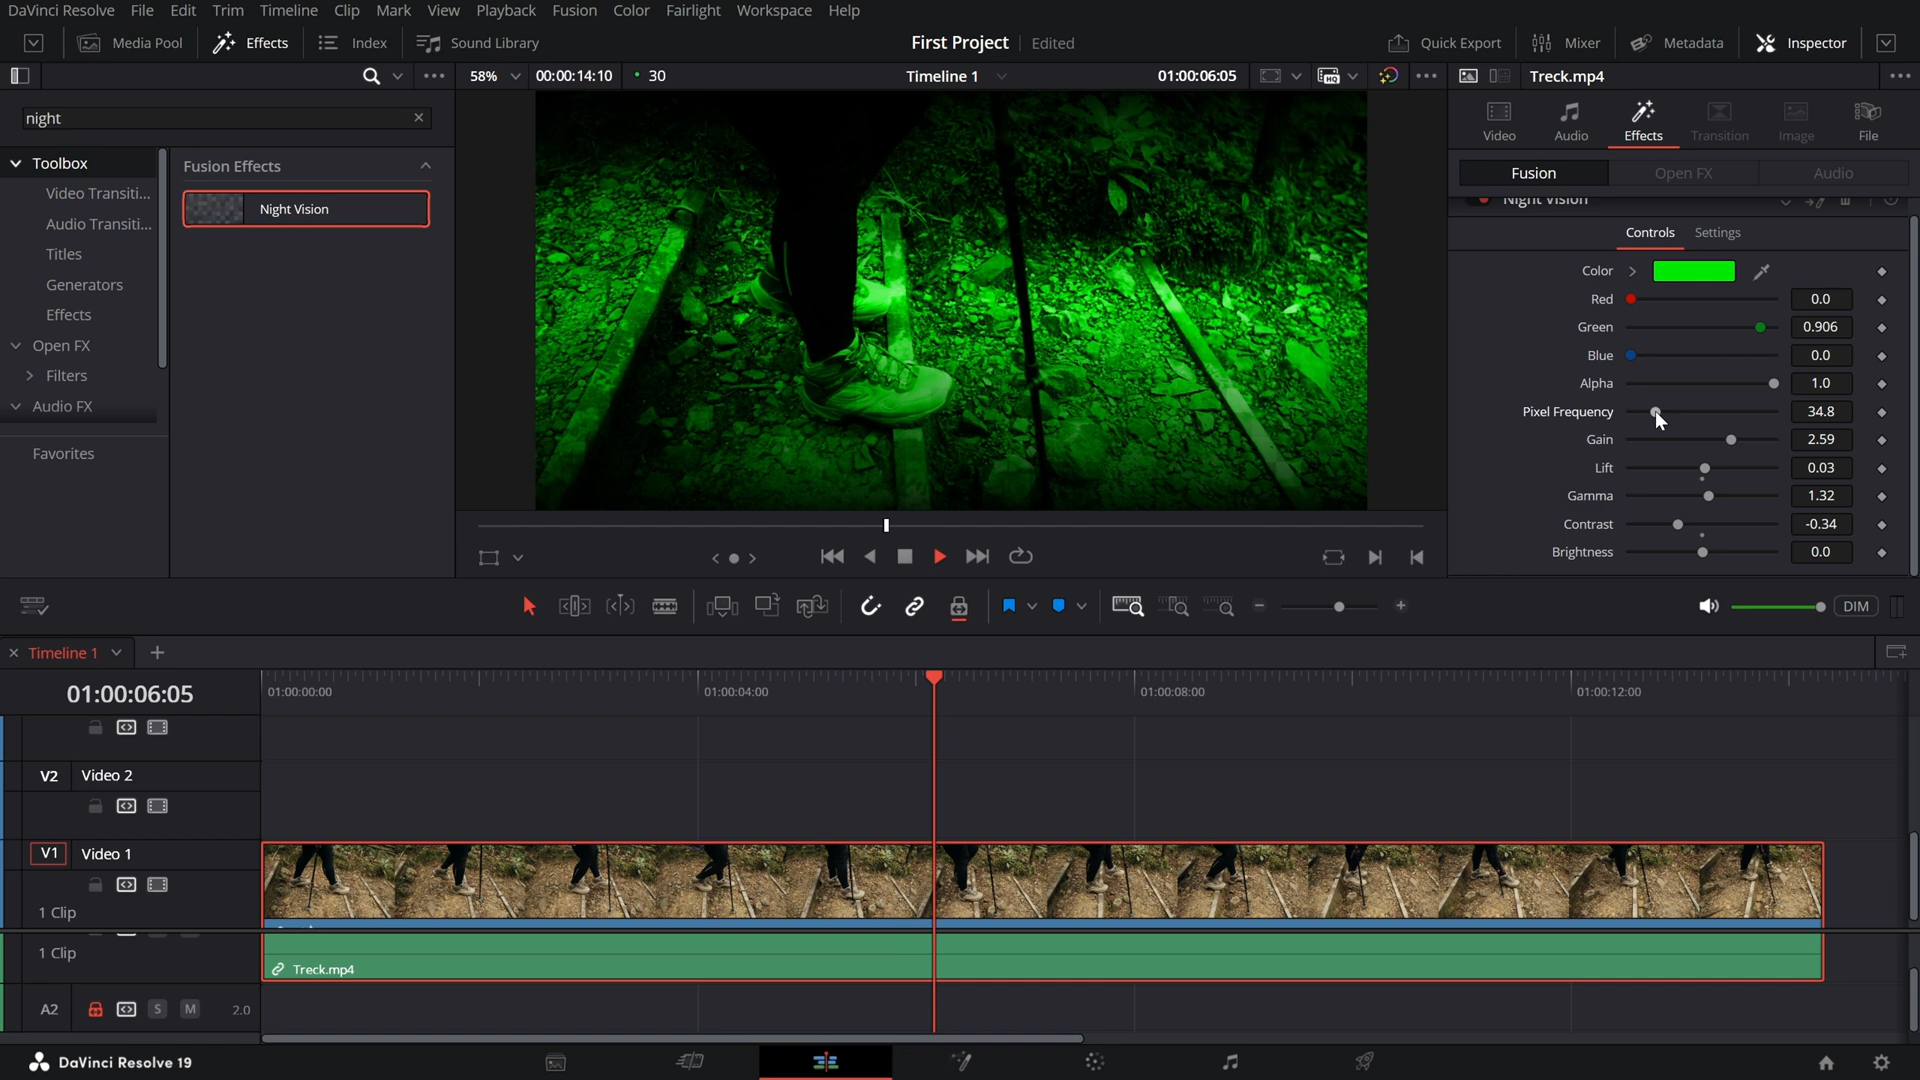 DaVinci Resolve File Edit Trim Timeline Clip Mark View Playback Fusion Color Fairlight Workspace Help
Media Pool Effects Index Sound Library First Project Edited Quick Export Mixer Metadata Inspector
58% 00:00:14:10 30 Timeline 1 01:00:06:05 HQ Treck.mp4
night
Video Audio Effects Transition Image File
Toolbox
Video Transiti...
Audio Transiti...
Titles
Generators
Effects
Open FX
Filters
Audio FX
Favorites
Fusion Effects
Night Vision
Fusion Open FX Audio
Night Vision
Controls Settings
Color
Red 0.0
Green 0.906
Blue 0.0
Alpha 1.0
Pixel Frequency 34.8
Gain 2.59
Lift 0.03
Gamma 1.32
Contrast -0.34
Brightness 0.0
DIM
Timeline 1
01:00:06:05
01:00:00:00 01:00:04:00 01:00:08:00 01:00:12:00
V2 Video 2
V1 Video 1
1 Clip
1 Clip
Treck.mp4
A2 S M 2.0
DaVinci Resolve 19